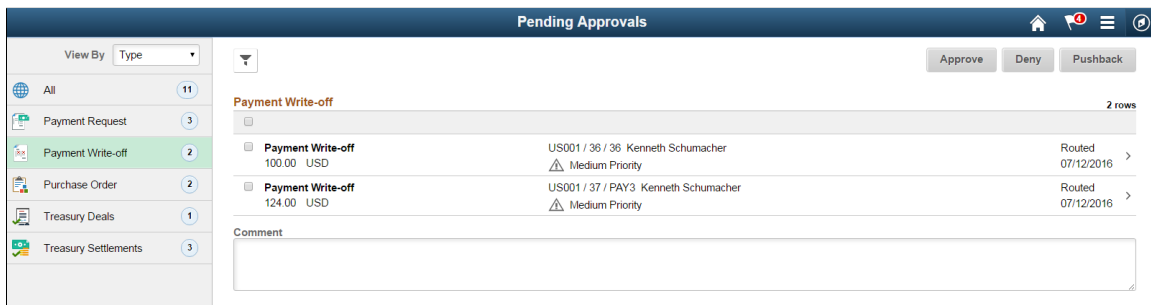 Pending Approvals
4
View By Type
All 11
Payment Request 3
Payment Write-off 2
Purchase Order 2
Treasury Deals 1
Treasury Settlements 3
Approve Deny Pushback
Payment Write-off 2 rows
Payment Write-off US001 / 36 / 36 Kenneth Schumacher Routed
100.00 USD Medium Priority 07/12/2016
Payment Write-off US001 / 37 / PAY3 Kenneth Schumacher Routed
124.00 USD Medium Priority 07/12/2016
Comment